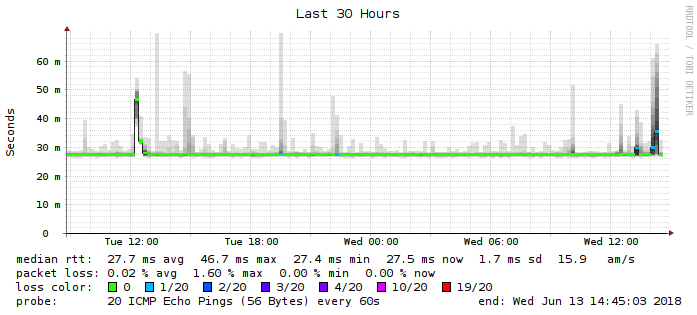 Last 30 Hours
RRDTOOL / TOBI OETIKER
Seconds
60 m
50 m
40 m
30 m
20 m
10 m
0
Tue 12:00 Tue 18:00 Wed 00:00 Wed 06:00 Wed 12:00
median rtt: 27.7 ms avg 46.7 ms max 27.4 ms min 27.5 ms now 1.7 ms sd 15.9 am/s
packet loss: 0.02 % avg 1.60 % max 0.00 % min 0.00 % now
loss color: 0 1/20 2/20 3/20 4/20 10/20 19/20
probe: 20 ICMP Echo Pings (56 Bytes) every 60s end: Wed Jun 13 14:45:03 2018